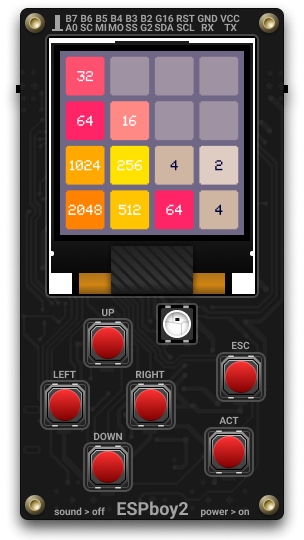 B7 B6 B5 B4 B3 B2 G16 RST GND VCC
A0 SC MI MO SS G2 SDA SCL RX TX
32
64 16
1024 256 4 2
2048 512 64 4
UP
ESC
LEFT RIGHT
ACT
DOWN
sound > off ESPboy2 power > on